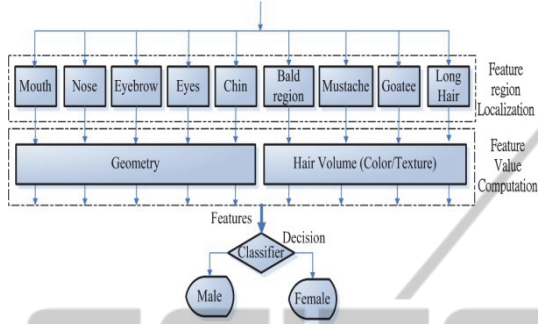 Mouth
Nose
Eyebrow
Eyes
Chin
Bald
region
Mustache
Goatee
Long
Hair
Feature
region
Localization
Geometry
Hair Volume (Color/Texture)
Feature
Value
Computation
Features
Decision
Classifier
Male
Female